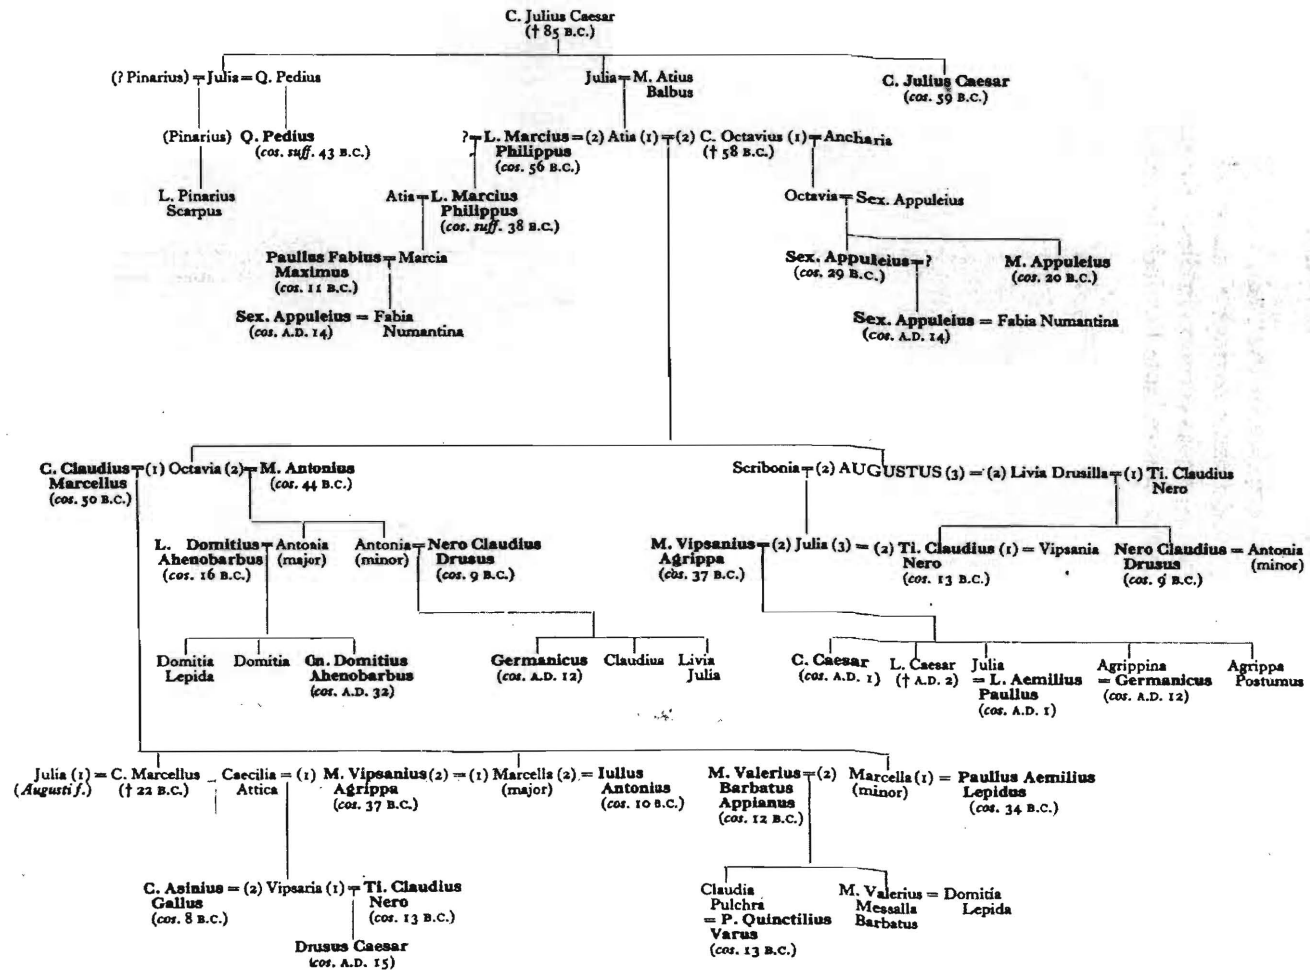 C. Julius Caesar
(† 85 B.C.)
(? Pinarius) = Julia = Q. Pedius
Julia = M. Atius
Balbus
C. Julius Caesar
(cos. 59 B.C.)
(Pinarius) Q. Pedius
(cos. suff. 43 B.C.)
? = L. Marcius = (2) Atia (1) = (2) C. Octavius (1) = Ancharia
Philippus
(cos. 56 B.C.)
(† 58 B.C.)
L. Pinarius
Scarpus
Atia = L. Marcius
Philippus
(cos. suff. 38 B.C.)
Octavia = Sex. Appuleius
Paullus Fabius = Marcia
Maximus
(cos. 11 B.C.)
Sex. Appuleius = ?
(cos. 29 B.C.)
M. Appuleius
(cos. 20 B.C.)
Sex. Appuleius = Fabia
(cos. A.D. 14) Numantina
Sex. Appuleius = Fabia Numantina
(cos. A.D. 14)
C. Claudius = (1) Octavia (2) = M. Antonius
Marcellus
(cos. 50 B.C.)
(cos. 44 B.C.)
Scribonia = (2) AUGUSTUS (3) = (2) Livia Drusilla = (1) Ti. Claudius
Nero
L. Domitius = Antonia
Ahenobarbus (major)
(cos. 16 B.C.)
Antonia = Nero Claudius
(minor) Drusus
(cos. 9 B.C.)
M. Vipsanius = (2) Julia (3) = (2) Ti. Claudius (1) = Vipsania
Agrippa Nero
(cos. 37 B.C.) (cos. 13 B.C.)
Nero Claudius = Antonia
Drusus (minor)
(cos. 9 B.C.)
Domitia
Lepida
Domitia
Cn. Domitius
Ahenobarbus
(cos. A.D. 32)
Germanicus
(cos. A.D. 12)
Claudius
Livia
Julia
C. Caesar
(cos. A.D. 1)
L. Caesar
(† A.D. 2)
Julia
= L. Aemilius
Paullus
(cos. A.D. 1)
Agrippina
= Germanicus
(cos. A.D. 12)
Agrippa
Postumus
Julia (1) = C. Marcellus
(Augusti f.) († 22 B.C.)
Caecilia = (1) M. Vipsanius (2) = (1) Marcella (2) = Iullus
Attica Agrippa (major) Antonius
(cos. 37 B.C.) (cos. 10 B.C.)
M. Valerius = (2) Marcella (1) = Paullus Aemilius
Barbatus (minor) Lepidus
Appianus (cos. 34 B.C.)
(cos. 12 B.C.)
C. Asinius = (2) Vipsaria (1) = Ti. Claudius
Gallus Nero
(cos. 8 B.C.) (cos. 13 B.C.)
Drusus Caesar
(cos. A.D. 15)
Claudia
Pulchra
= P. Quinctilius
Varus
(cos. 13 B.C.)
M. Valerius = Domitia
Messalla Lepida
Barbatus